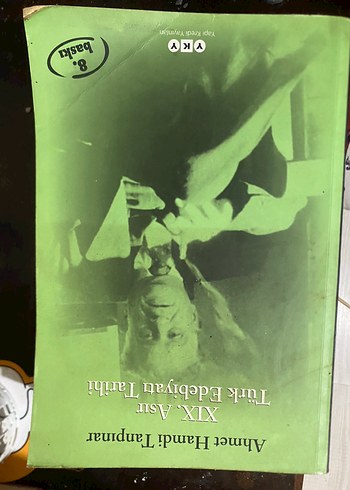 Ahmet Hamdi Tanpınar
XIX. Asır
Türk Edebiyatı Tarihi
Yapı Kredi Yayınları
YKY
8.
baskı